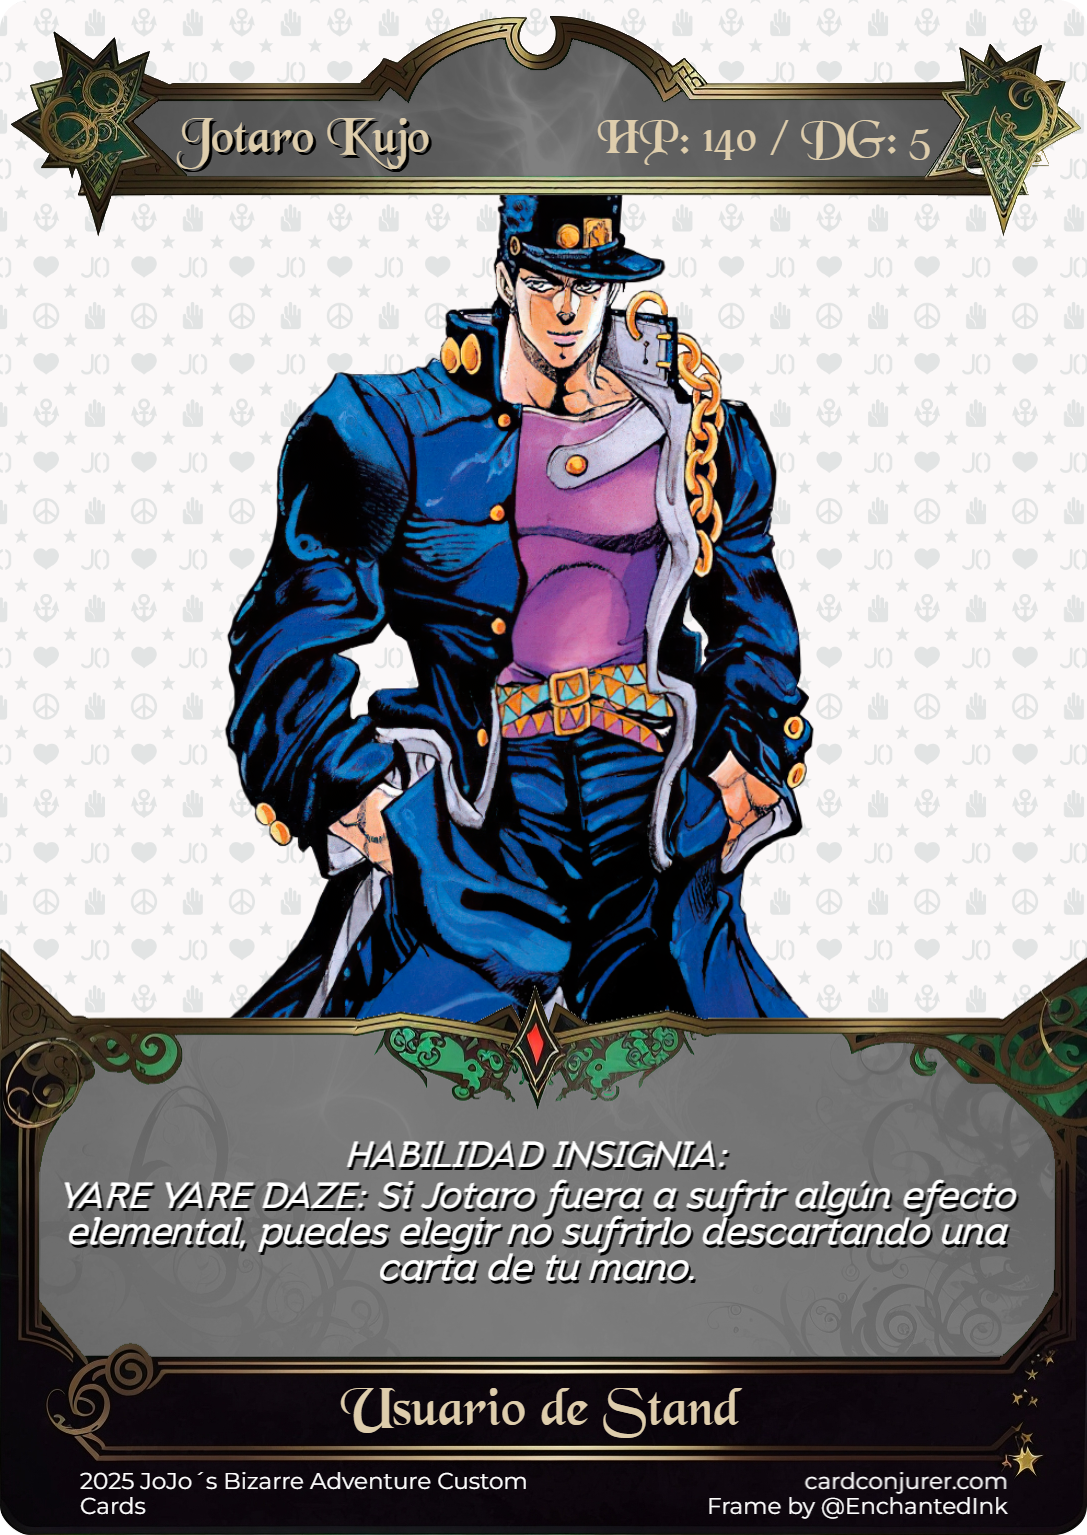 Jotaro Kujo HP: 140 / DG: 5
HABILIDAD INSIGNIA:
YARE YARE DAZE: Si Jotaro fuera a sufrir algún efecto
elemental, puedes elegir no sufrirlo descartando una
carta de tu mano.
Usuario de Stand
2025 JoJo´s Bizarre Adventure Custom
Cards
cardconjurer.com
Frame by @EnchantedInk